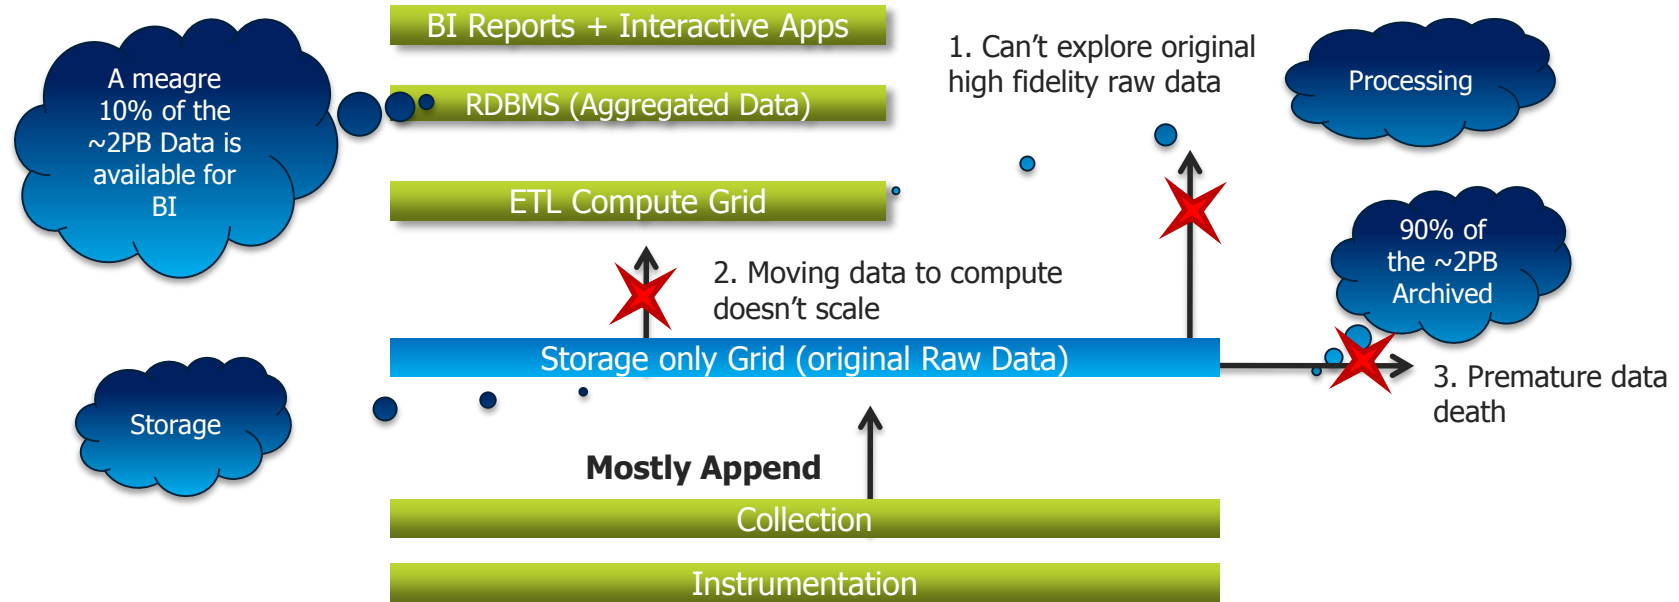 BI Reports + Interactive Apps
A meagre
10% of the
~2PB Data is
available for
BI
RDBMS (Aggregated Data)
1. Can't explore original
high fidelity raw data
Processing
ETL Compute Grid
2. Moving data to compute
doesn't scale
90% of
the ~2PB
Archived
Storage only Grid (original Raw Data)
3. Premature data
death
Storage
Mostly Append
Collection
Instrumentation